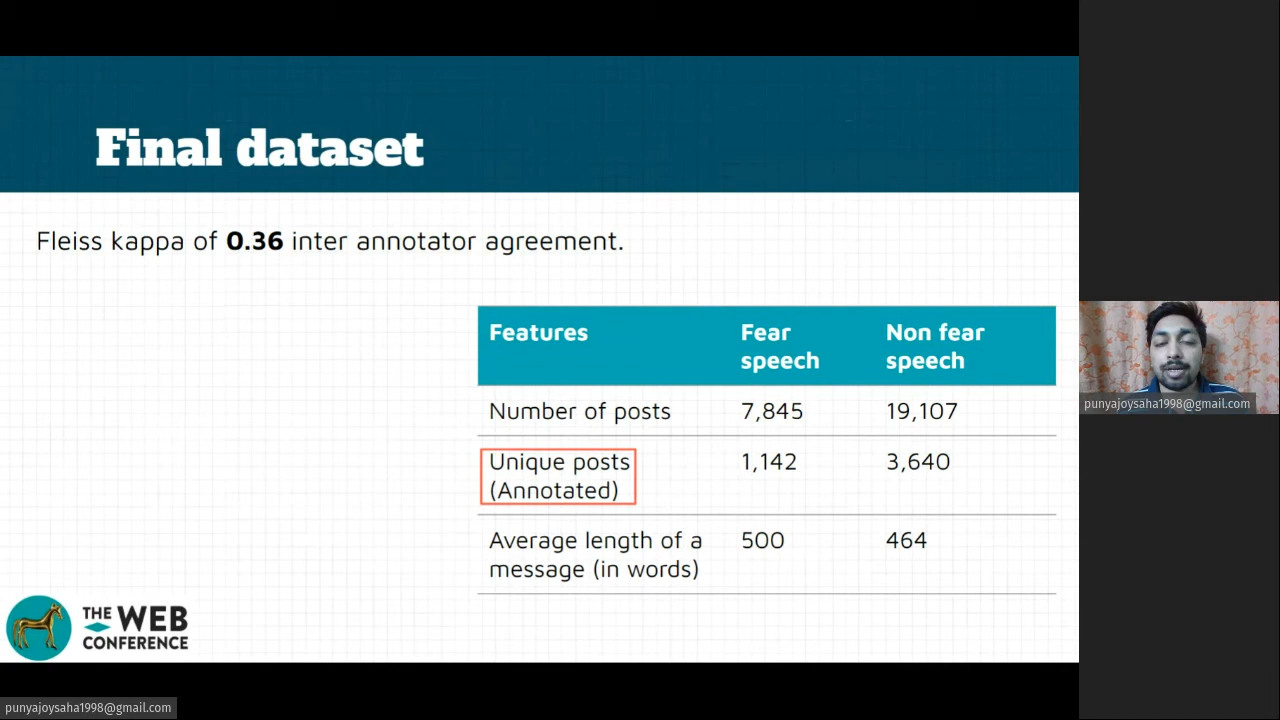 Final dataset
Fleiss kappa of 0.36 inter annotator agreement.
Features Fear speech Non fear speech
Number of posts 7,845 19,107
Unique posts (Annotated) 1,142 3,640
Average length of a message (in words) 500 464
THE WEB
CONFERENCE
punyajoysaha1998@gmail.com
punyajoysaha1998@gmail.com